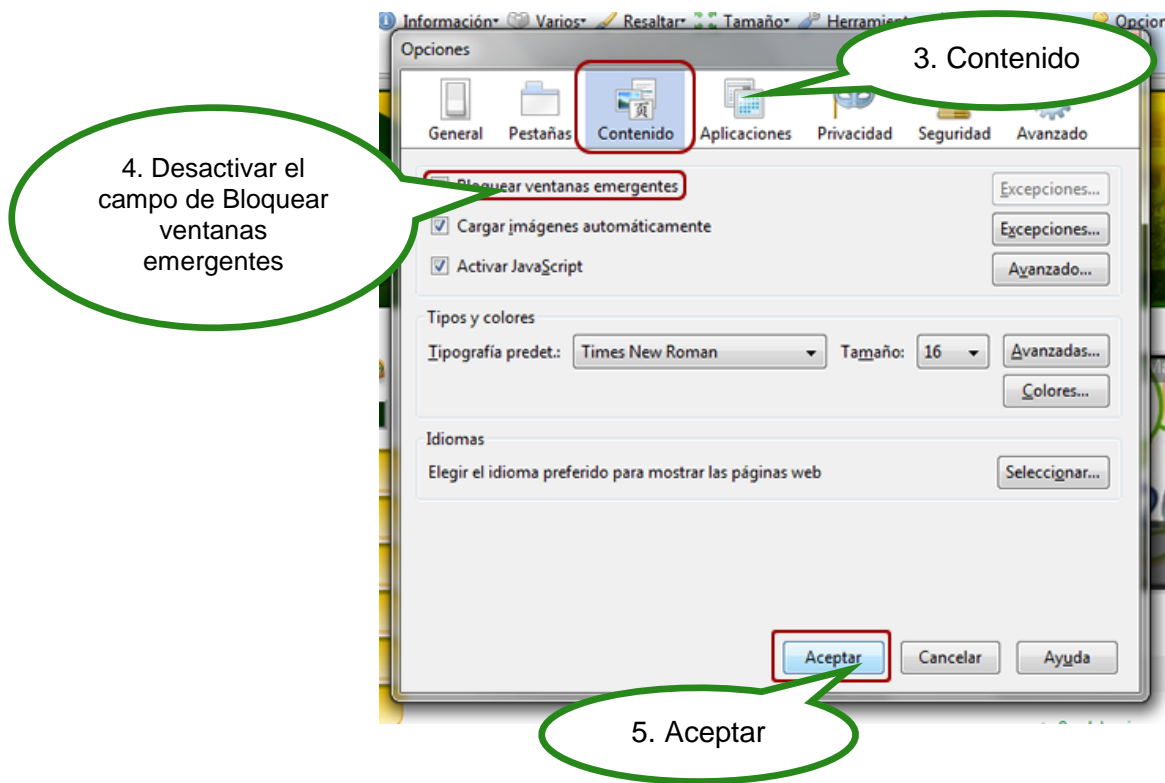 Información Varios Resaltar Tamaño
Opciones
3. Contenido
General Pestañas Contenido Aplicaciones Privacidad Seguridad Avanzado
4. Desactivar el
campo de Bloquear
ventanas
emergentes
Bloquear ventanas emergentes Excepciones...
Cargar imágenes automáticamente Excepciones...
Activar JavaScript Avanzado...
Tipos y colores
Tipografía predet.: Times New Roman Tamaño: 16 Avanzadas...
Colores...
Idiomas
Elegir el idioma preferido para mostrar las páginas web Seleccionar...
Aceptar Cancelar Ayuda
5. Aceptar